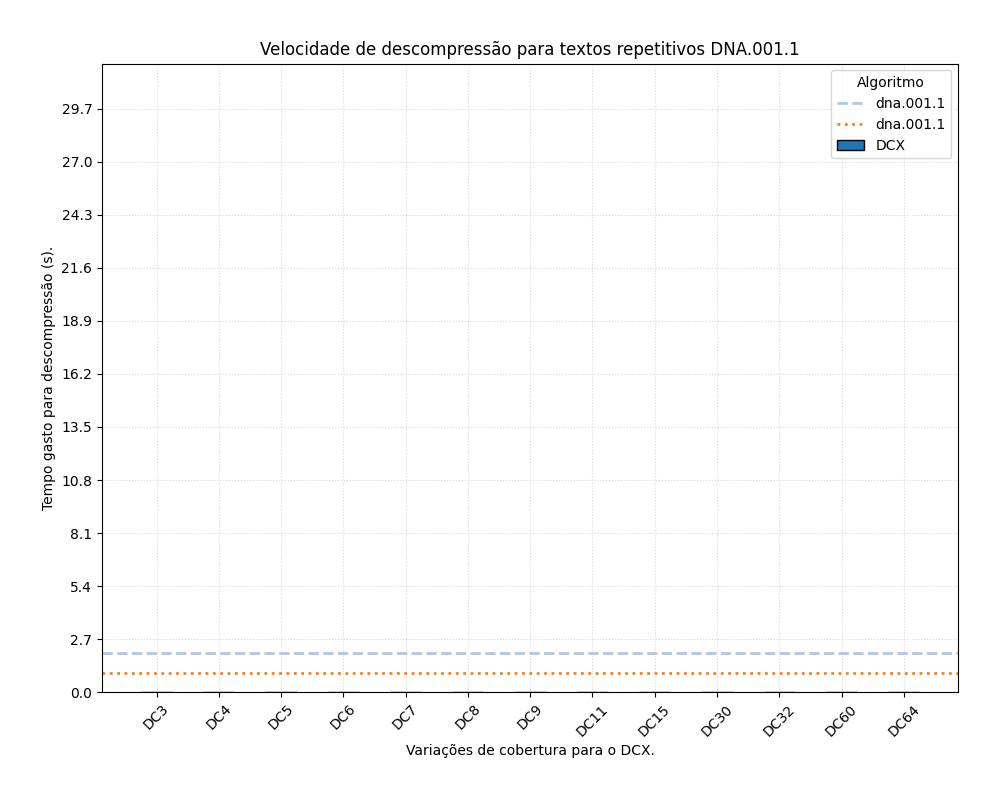 Velocidade de descompressão para textos repetitivos DNA.001.1
Algoritmo
dna.001.1
dna.001.1
DCX
Tempo gasto para descompressão (s).
29.7
27.0
24.3
21.6
18.9
16.2
13.5
10.8
8.1
5.4
2.7
0.0
DC3
DC4
DC5
DC6
DC7
DC8
DC9
DC11
DC15
DC30
DC32
DC60
DC64
Variações de cobertura para o DCX.